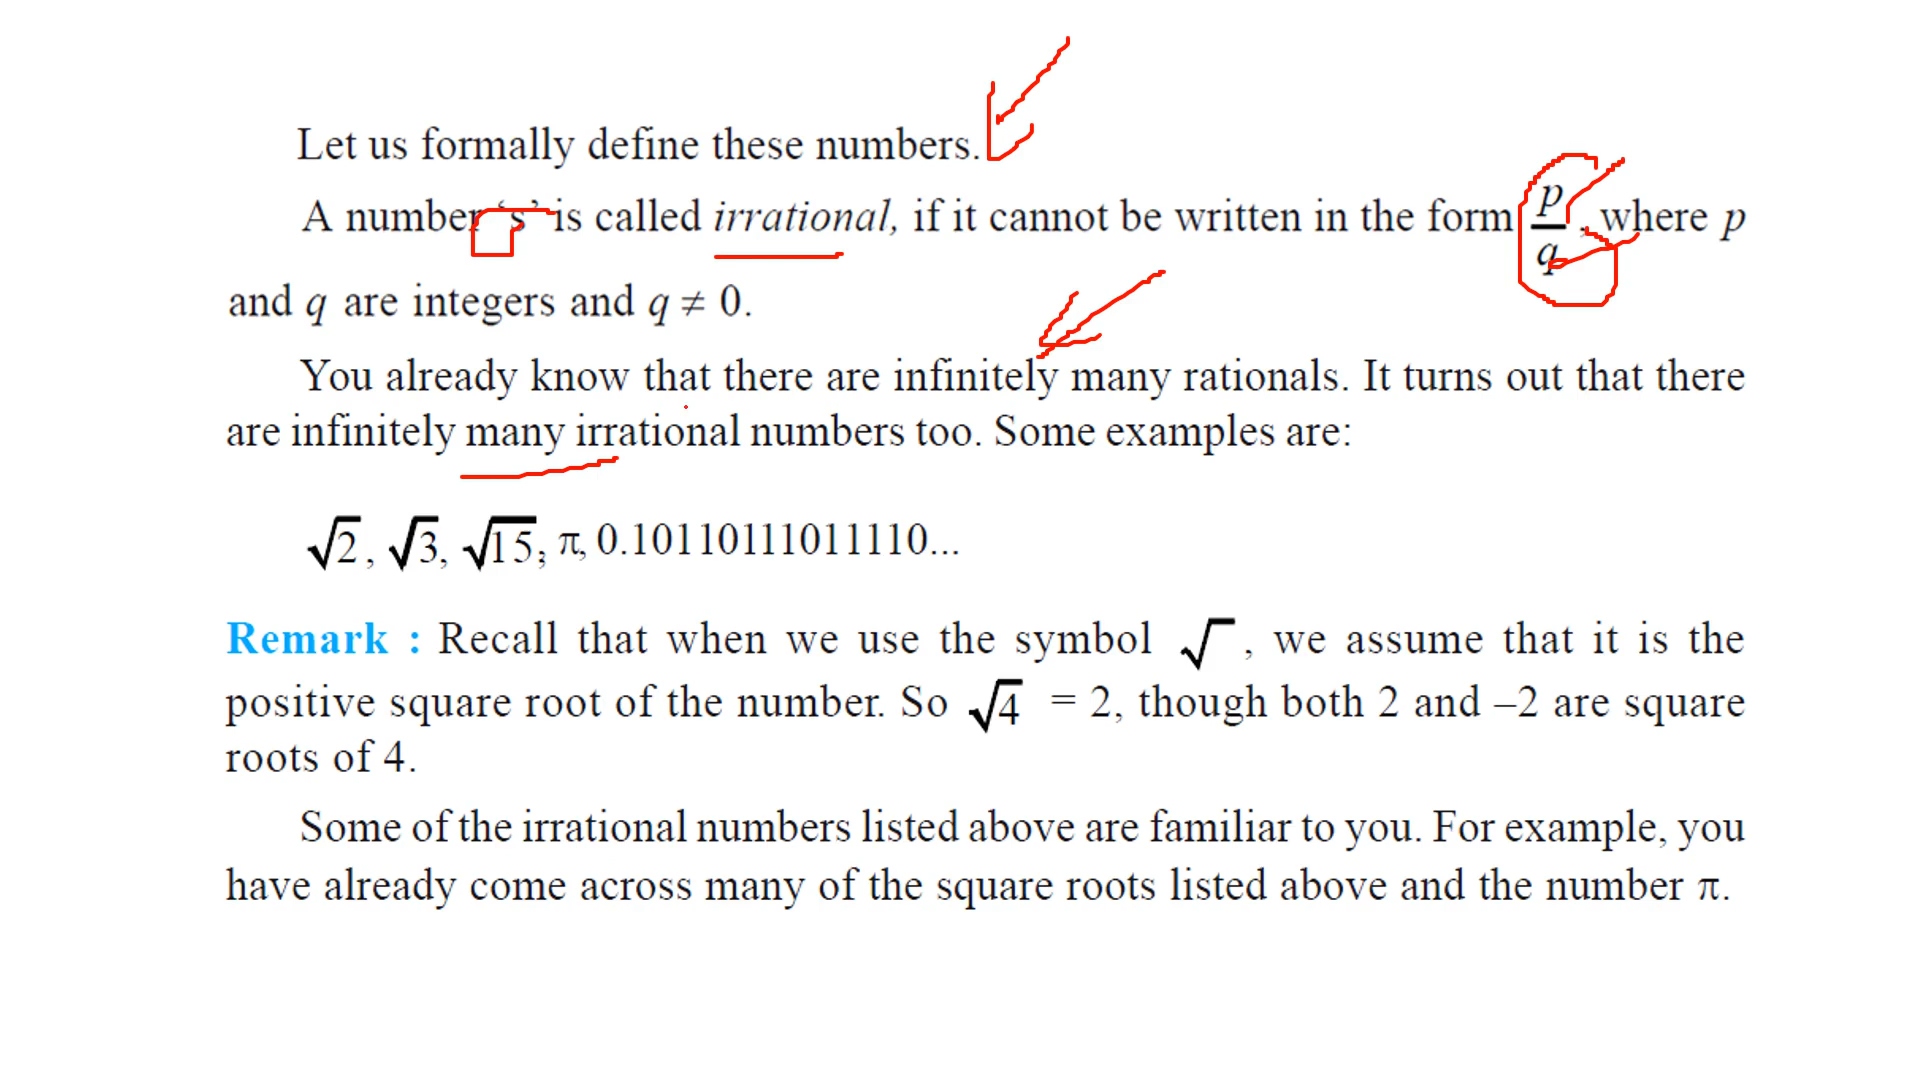 Let us formally define these numbers.
A number ‘s’ is called irrational, if it cannot be written in the form p/q, where p
and q are integers and q ≠ 0.
You already know that there are infinitely many rationals. It turns out that there
are infinitely many irrational numbers too. Some examples are:
√2, √3, √15, π, 0.10110111011110...
Remark : Recall that when we use the symbol √, we assume that it is the
positive square root of the number. So √4 = 2, though both 2 and –2 are square
roots of 4.
Some of the irrational numbers listed above are familiar to you. For example, you
have already come across many of the square roots listed above and the number π.